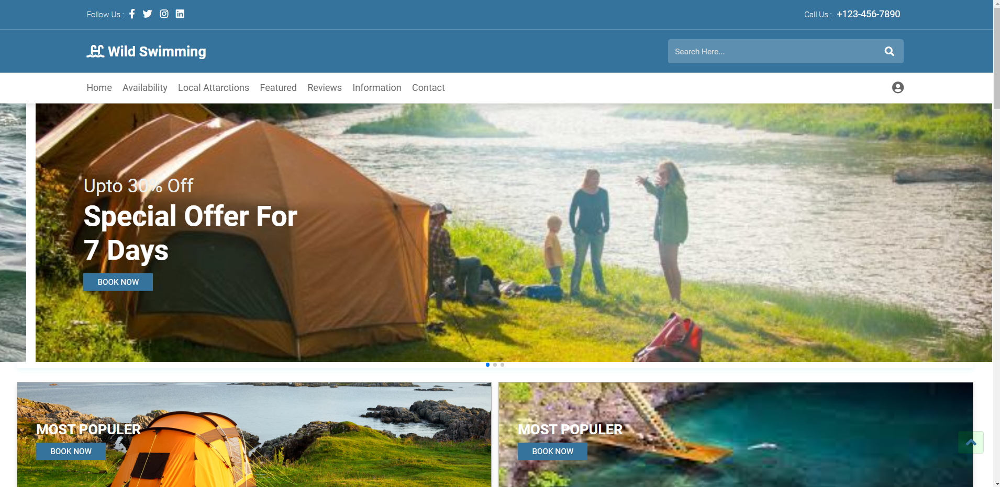 Follow Us :
Call Us : +123-456-7890
Wild Swimming
Search Here...
Home Availability Local Attarctions Featured Reviews Information Contact
Upto 30% Off
Special Offer For
7 Days
BOOK NOW
MOST POPULER
BOOK NOW
MOST POPULER
BOOK NOW